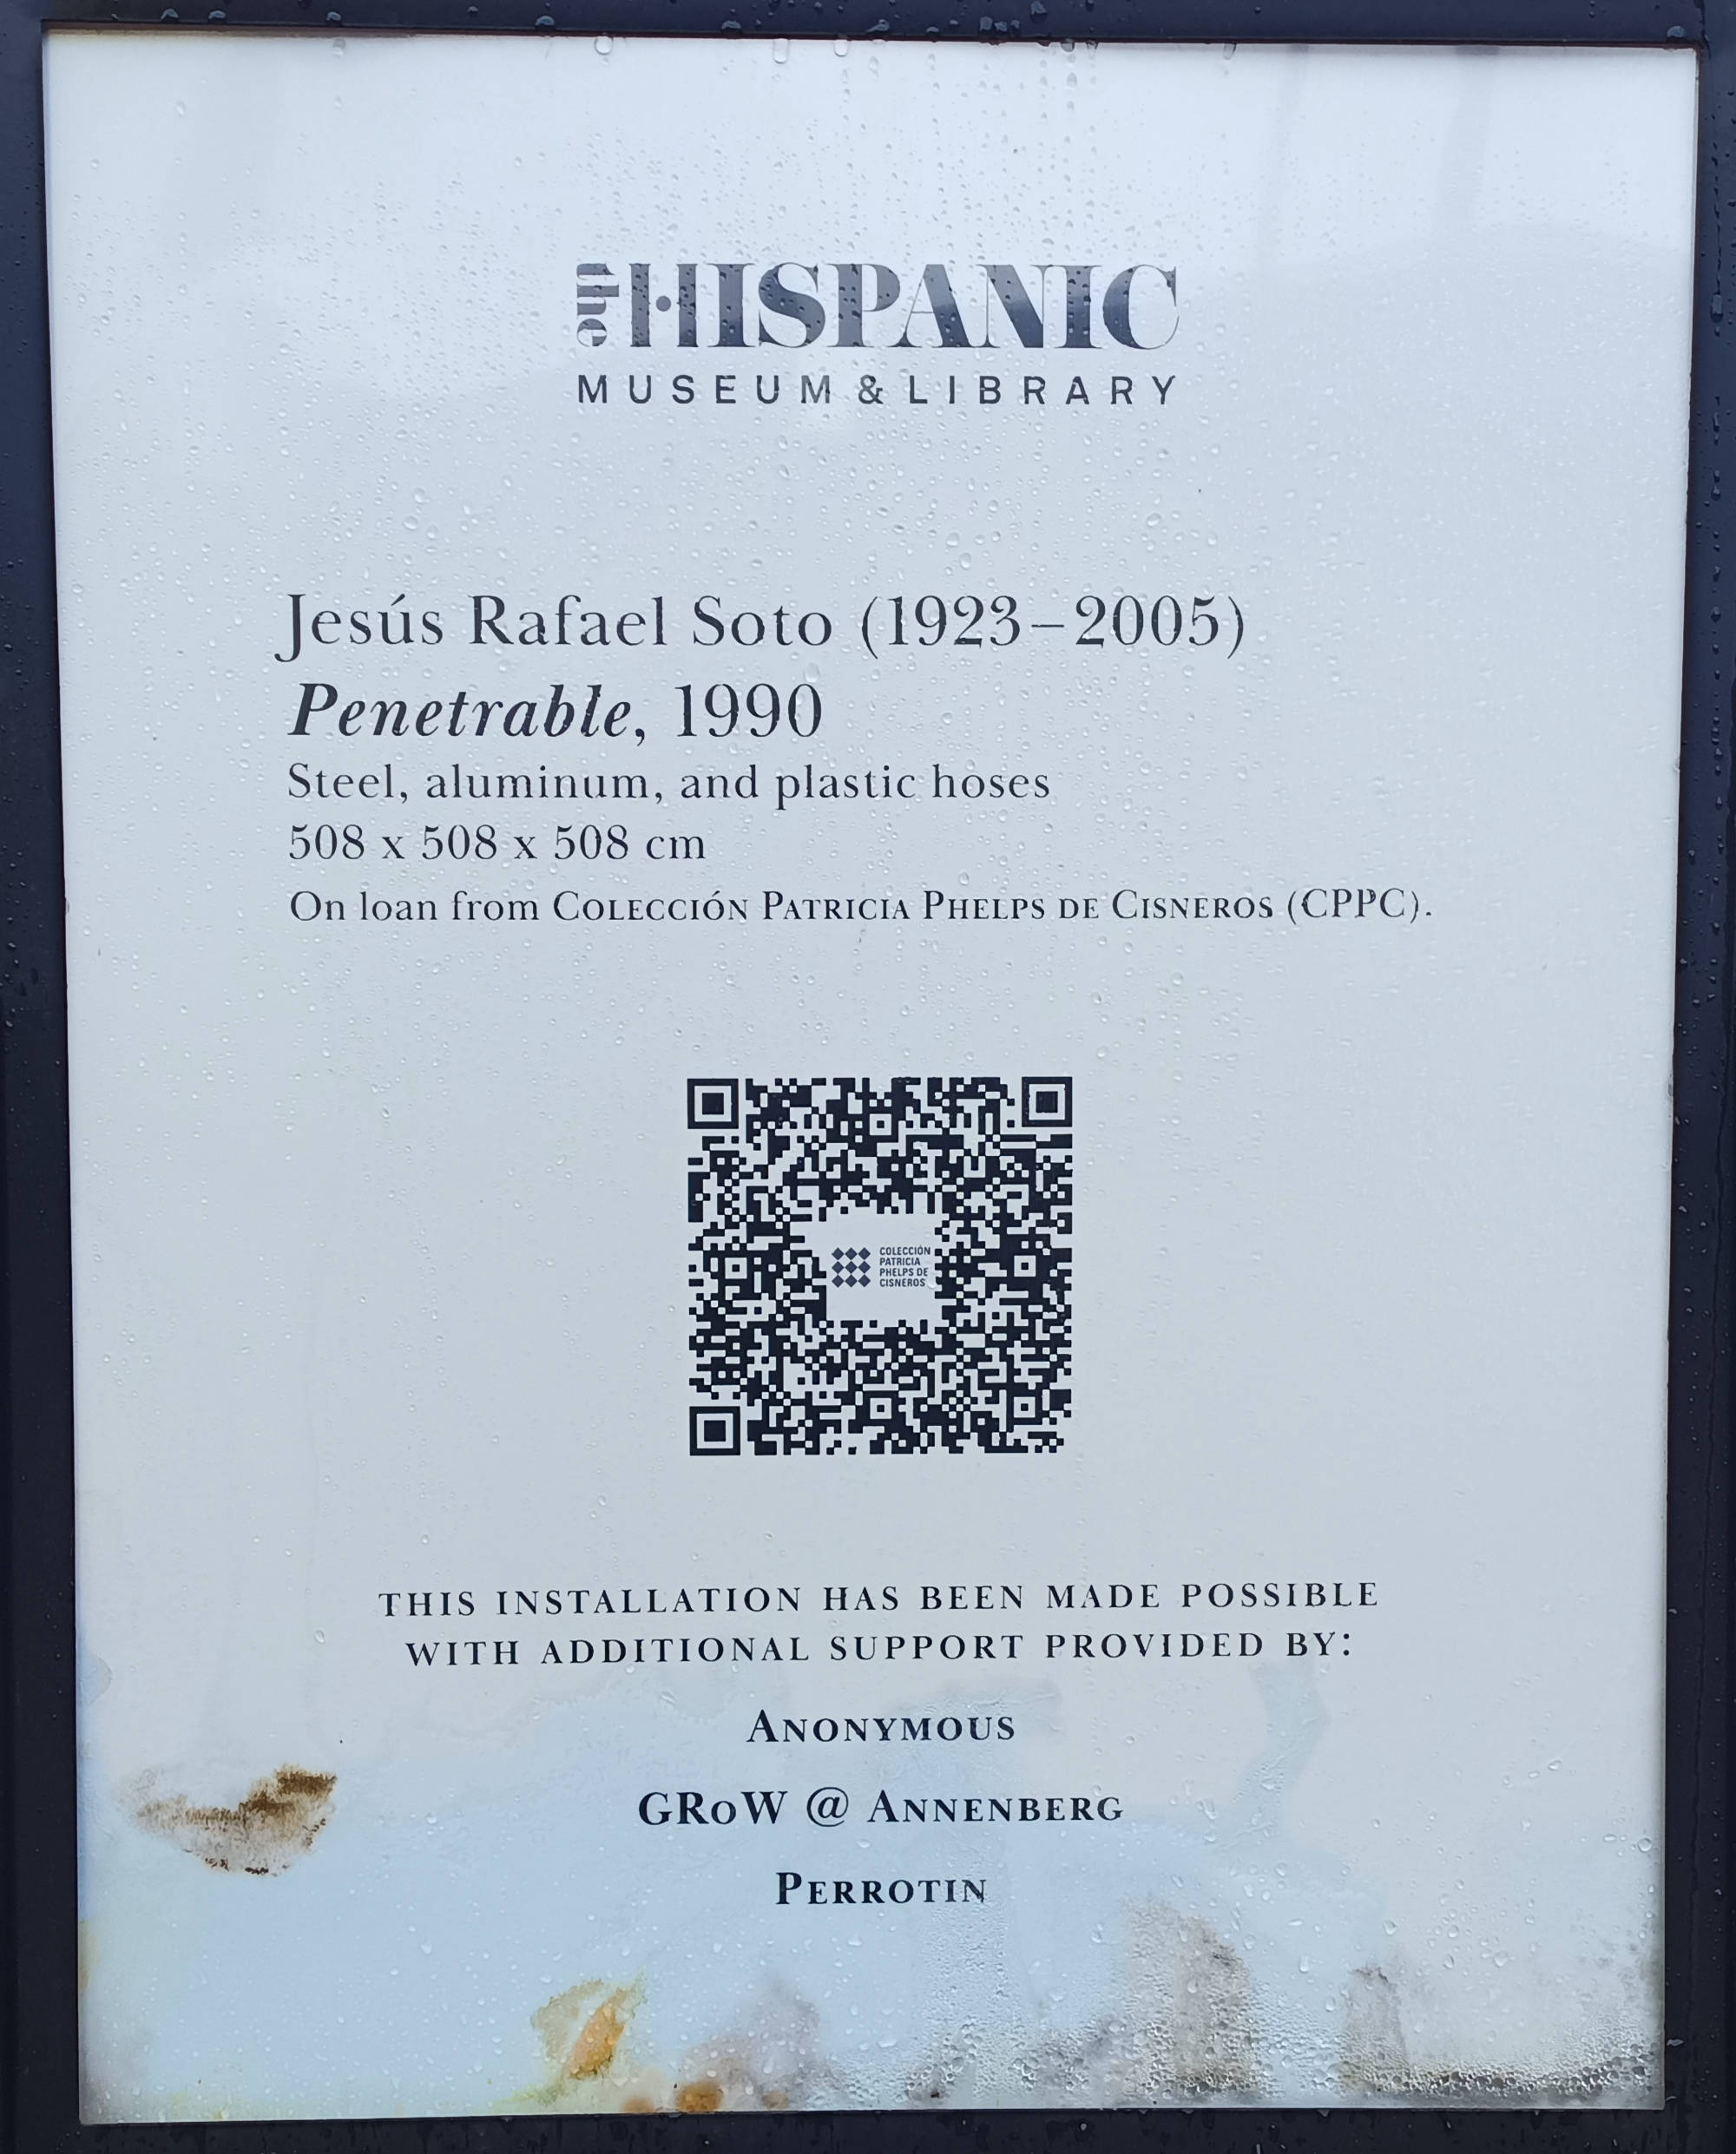 the HISPANIC
MUSEUM & LIBRARY
Jesús Rafael Soto (1923–2005)
Penetrable, 1990
Steel, aluminum, and plastic hoses
508 x 508 x 508 cm
On loan from COLECCIÓN PATRICIA PHELPS DE CISNEROS (CPPC).
COLECCIÓN
PATRICIA
PHELPS DE
CISNEROS
THIS INSTALLATION HAS BEEN MADE POSSIBLE
WITH ADDITIONAL SUPPORT PROVIDED BY:
ANONYMOUS
GROW @ ANNENBERG
PERROTIN